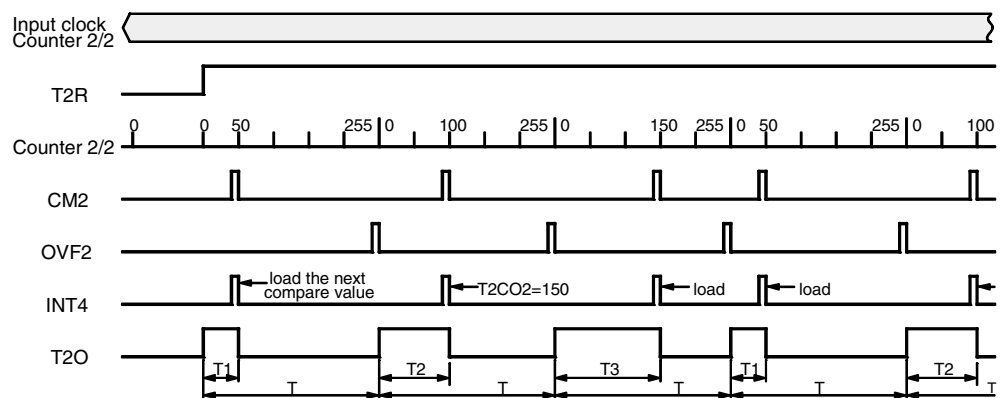 Input clock
Counter 2/2
T2R
0 0 50 255 0 100 255 0 150 255 0 50 255 0 100
Counter 2/2
CM2
OVF2
INT4
load the next
compare value
T2CO2=150
load
load
T2O
T1 T2 T3 T1 T2
T T T T T